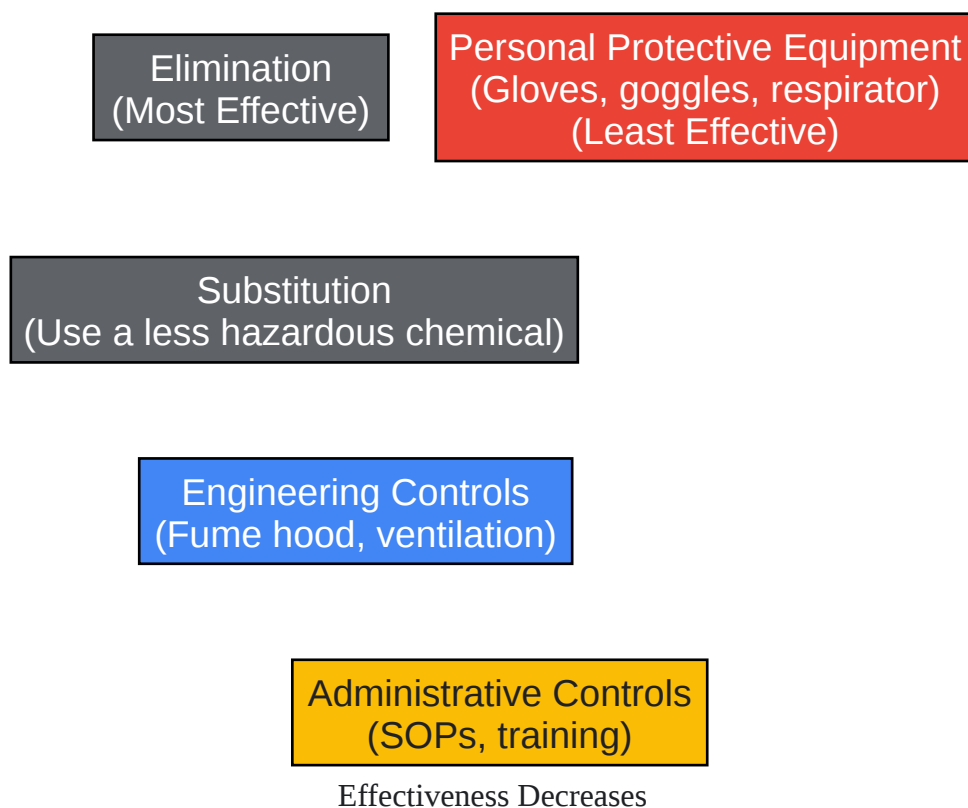 Elimination
(Most Effective)
Personal Protective Equipment
(Gloves, goggles, respirator)
(Least Effective)
Substitution
(Use a less hazardous chemical)
Engineering Controls
(Fume hood, ventilation)
Administrative Controls
(SOPs, training)
Effectiveness Decreases